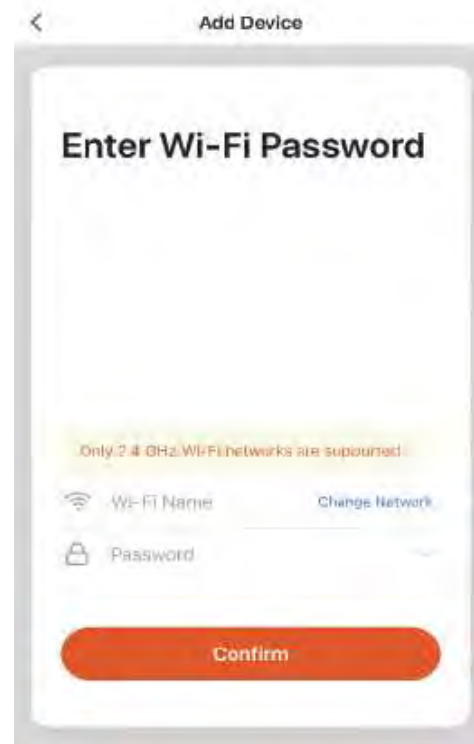 Add Device
Enter Wi-Fi Password
Only 2.4 GHz Wi-Fi networks are supported.
Wi-Fi Name Change Network
Password
Confirm